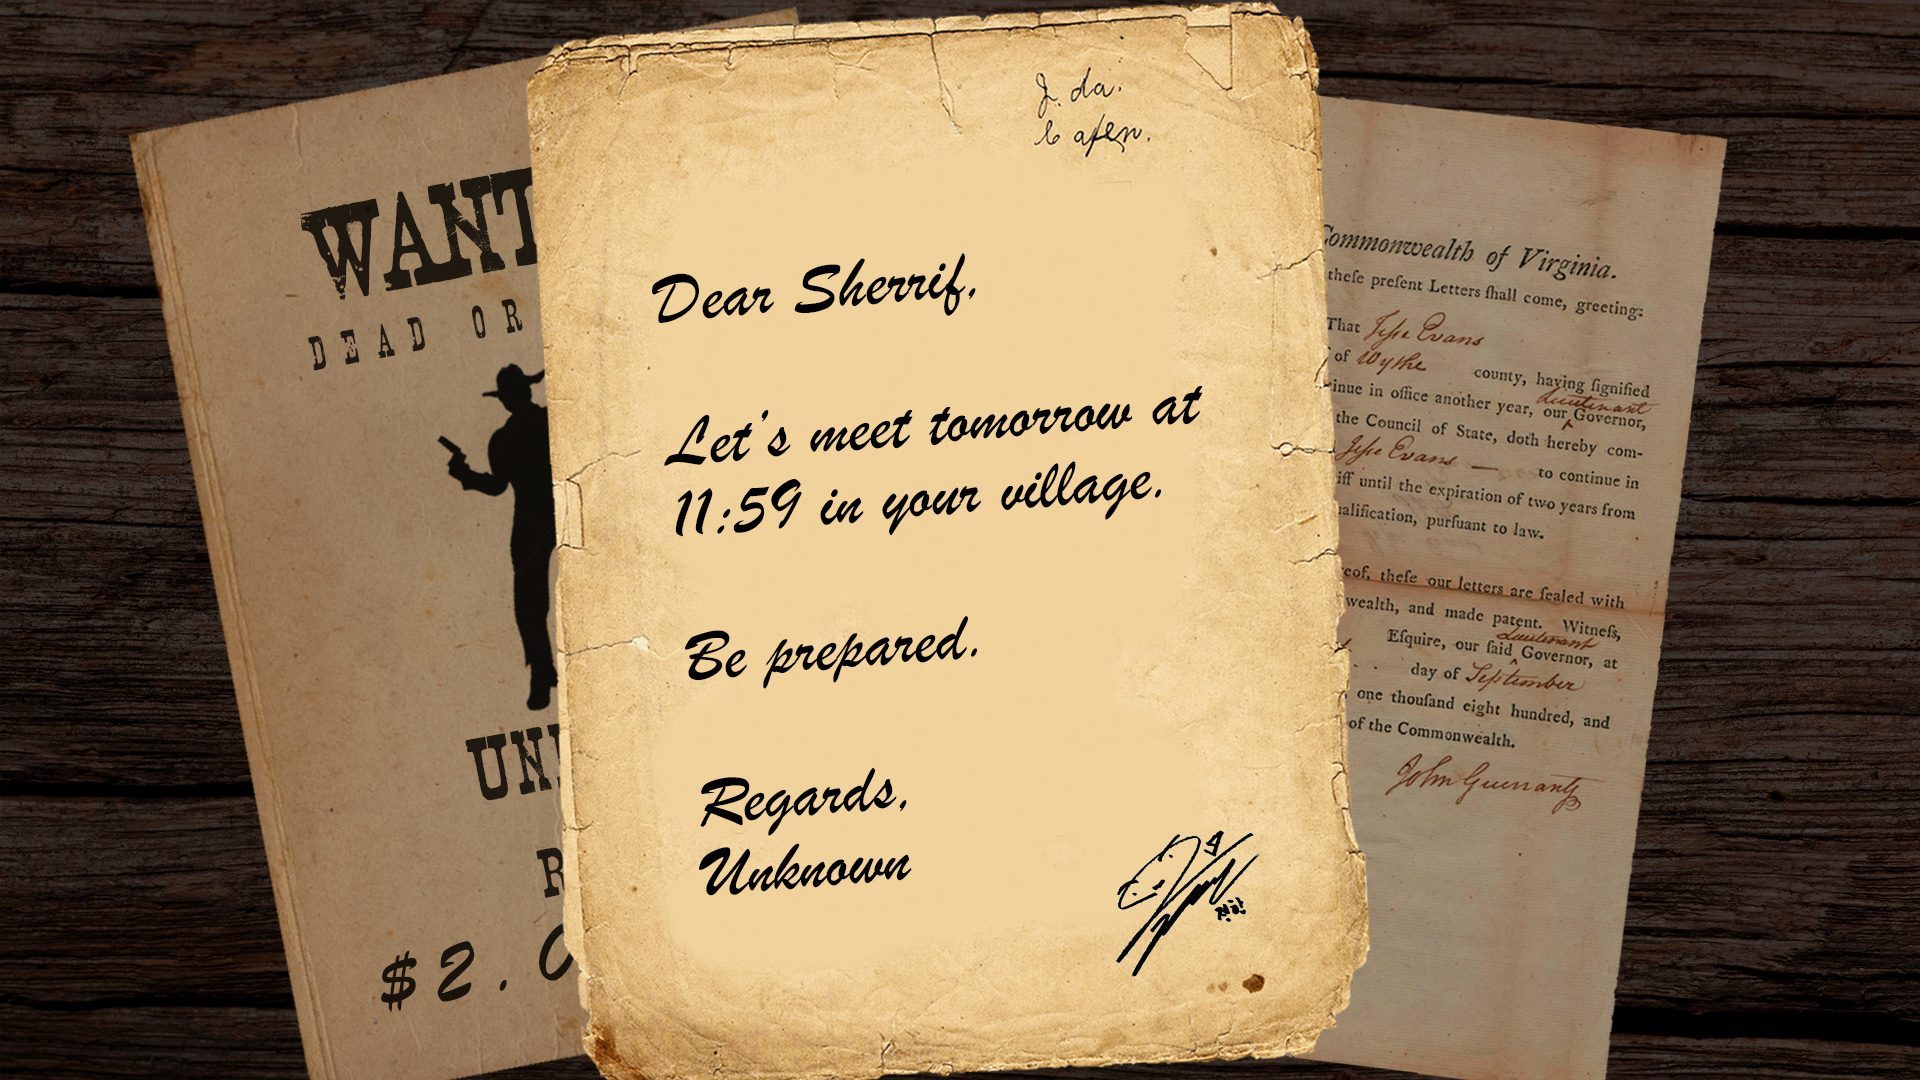 WANT
DEAD OR
UN
R
$2.0
J. da.
Dear Sherrif,
Let's meet tomorrow at
11:59 in your village.
Be prepared.
Regards,
Unknown
Commonwealth of Virginia.
theſe preſent Letters ſhall come, greeting:
That Jeſse Evans
of Wythe county, having ſignified
inue in office another year, our Lieutenant Governor,
the Council of State, doth hereby com-
Jeſse Evans — to continue in
iff until the expiration of two years from
ualification, purſuant to law.
reof, theſe our letters are ſealed with
wealth, and made patent. Witneſs,
Eſquire, our ſaid Lieutenant Governor, at
day of September
one thouſand eight hundred, and
of the Commonwealth.
John Guerrant